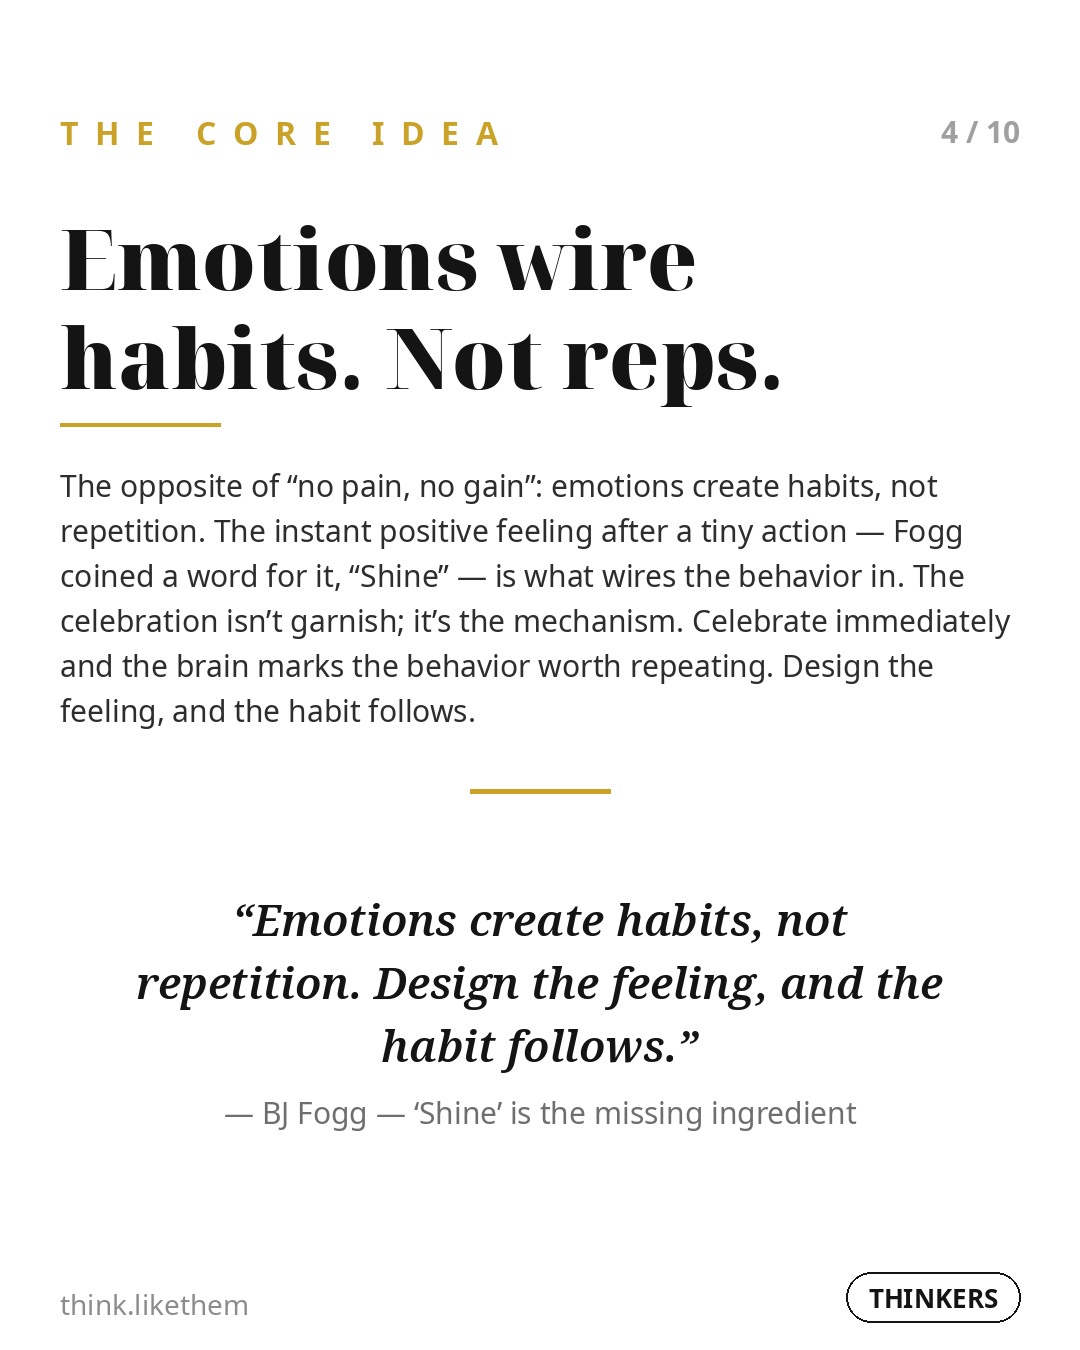 THE CORE IDEA
4 / 10
Emotions wire
habits. Not reps.
The opposite of “no pain, no gain”: emotions create habits, not
repetition. The instant positive feeling after a tiny action — Fogg
coined a word for it, “Shine” — is what wires the behavior in. The
celebration isn’t garnish; it’s the mechanism. Celebrate immediately
and the brain marks the behavior worth repeating. Design the
feeling, and the habit follows.
“Emotions create habits, not
repetition. Design the feeling, and the
habit follows.”
— BJ Fogg — ‘Shine’ is the missing ingredient
think.likethem
THINKERS